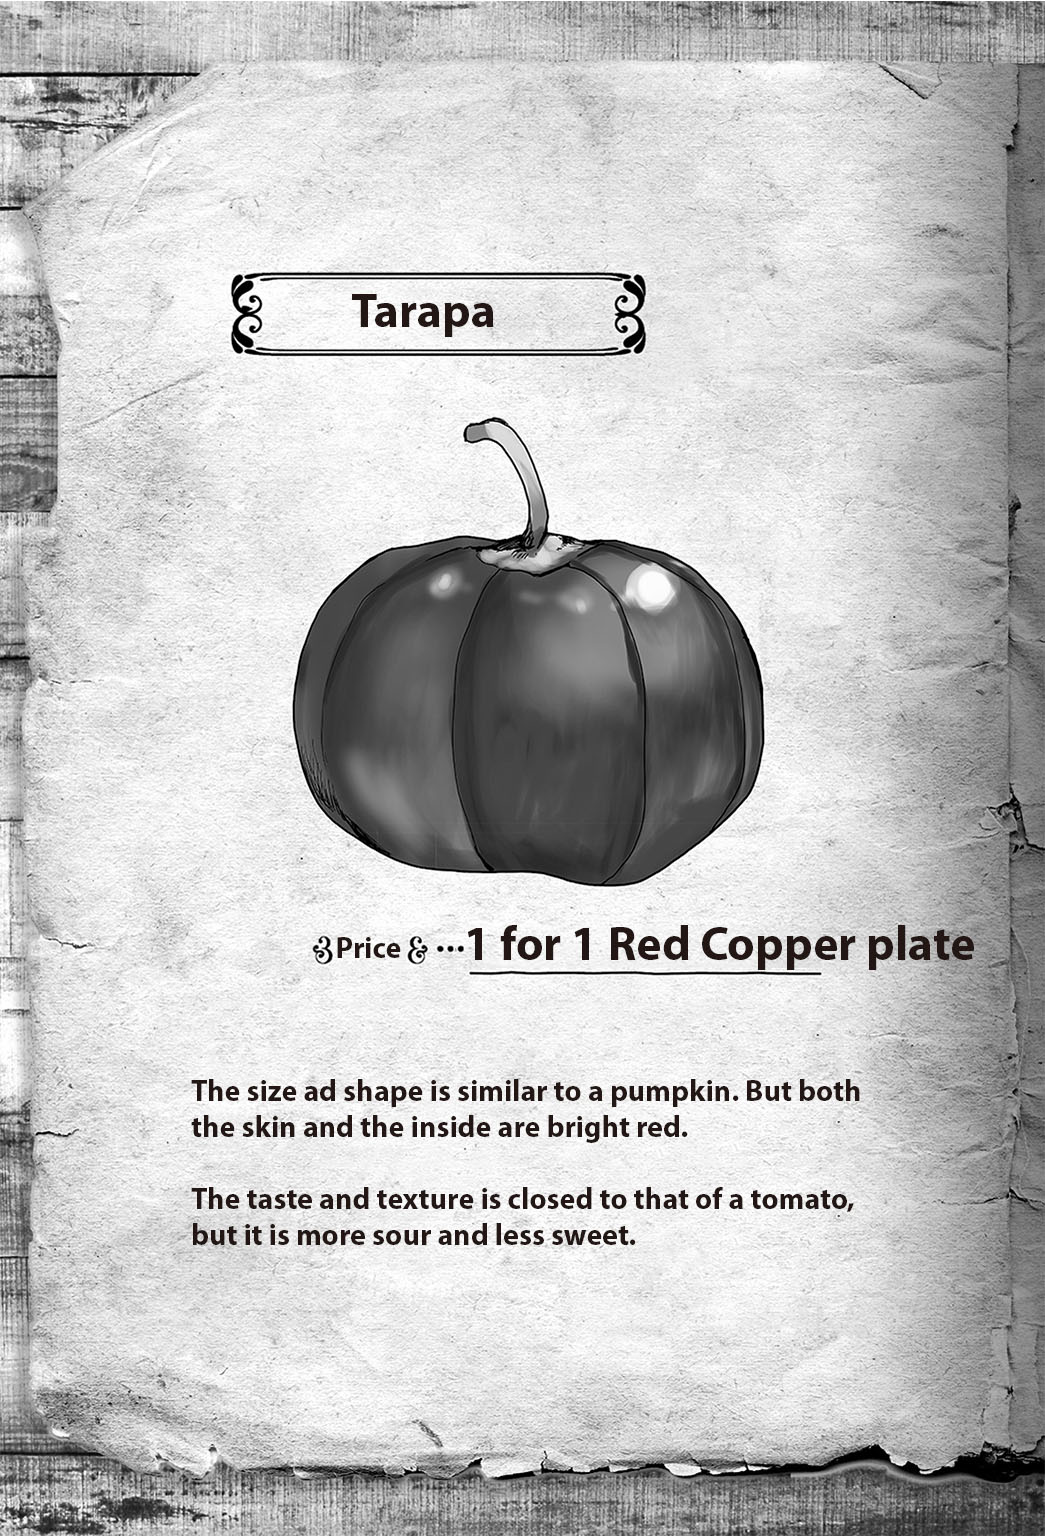 Tarapa
Price ···1 for 1 Red Copper plate
The size ad shape is similar to a pumpkin. But both
the skin and the inside are bright red.
The taste and texture is closed to that of a tomato,
but it is more sour and less sweet.